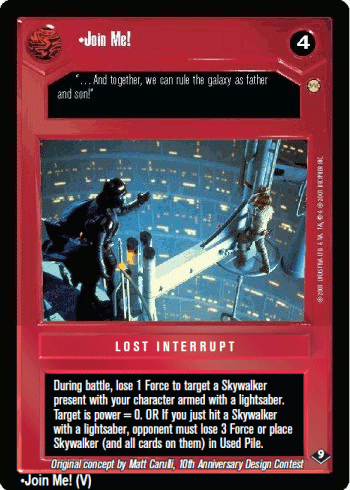 •Join Me!
4
"... And together, we can rule the galaxy as father
and son!"
LOST INTERRUPT
During battle, lose 1 Force to target a Skywalker
present with your character armed with a lightsaber.
Target is power = 0. OR If you just hit a Skywalker
with a lightsaber, opponent must lose 3 Force or place
Skywalker (and all cards on them) in Used Pile.
9
Original concept by Matt Carulli, 10th Anniversary Design Contest
•Join Me! (V)